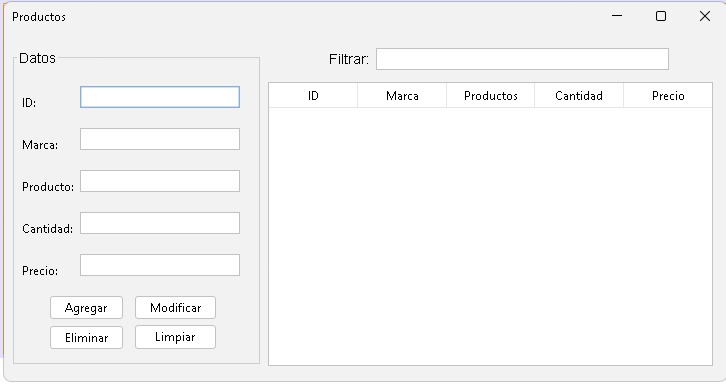 Productos
Datos
Filtrar:
ID:
Marca:
Producto:
Cantidad:
Precio:
Agregar Modificar
Eliminar Limpiar
ID Marca Productos Cantidad Precio